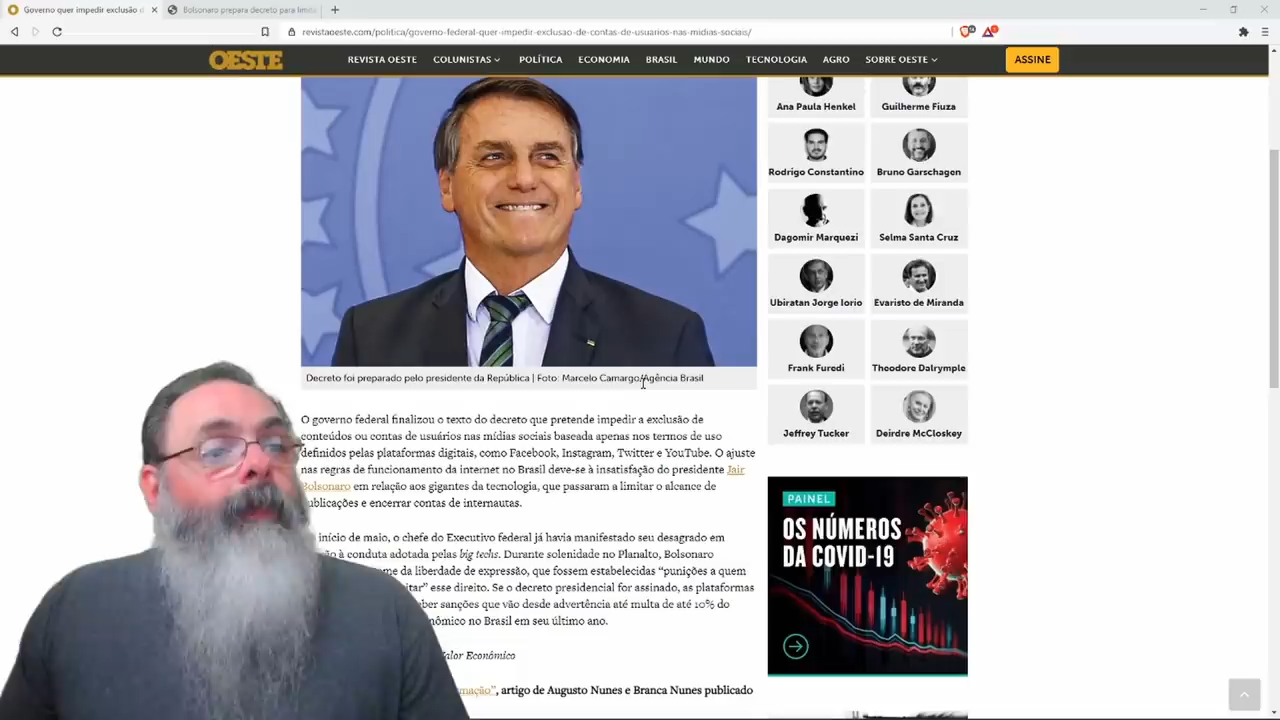 Governo quer impedir exclusão d
Bolsonaro prepara decreto para limita
revistaoeste.com/politica/governo-federal-quer-impedir-exclusao-de-contas-de-usuarios-nas-midias-sociais/
OESTE
REVISTA OESTE
COLUNISTAS
POLÍTICA
ECONOMIA
BRASIL
MUNDO
TECNOLOGIA
AGRO
SOBRE OESTE
ASSINE
Decreto foi preparado pelo presidente da República | Foto: Marcelo Camargo/Agência Brasil
O governo federal finalizou o texto do decreto que pretende impedir a exclusão de
conteúdos ou contas de usuários nas mídias sociais baseada apenas nos termos de uso
definidos pelas plataformas digitais, como Facebook, Instagram, Twitter e YouTube. O ajuste
nas regras de funcionamento da internet no Brasil deve-se à insatisfação do presidente Jair
Bolsonaro em relação aos gigantes da tecnologia, que passaram a limitar o alcance de
publicações e encerrar contas de internautas.
início de maio, o chefe do Executivo federal já havia manifestado seu desagrado em
à conduta adotada pelas big techs. Durante solenidade no Planalto, Bolsonaro
da liberdade de expressão, que fossem estabelecidas “punições a quem
esse direito. Se o decreto presidencial for assinado, as plataformas
sanções que vão desde advertência até multa de até 10% do
no Brasil em seu último ano.
Valor Econômico
, artigo de Augusto Nunes e Branca Nunes publicado
Ana Paula Henkel
Guilherme Fiuza
Rodrigo Constantino
Bruno Garschagen
Dagomir Marquezi
Selma Santa Cruz
Ubiratan Jorge Iorio
Evaristo de Miranda
Frank Furedi
Theodore Dalrymple
Jeffrey Tucker
Deirdre McCloskey
PAINEL
OS NÚMEROS
DA COVID-19